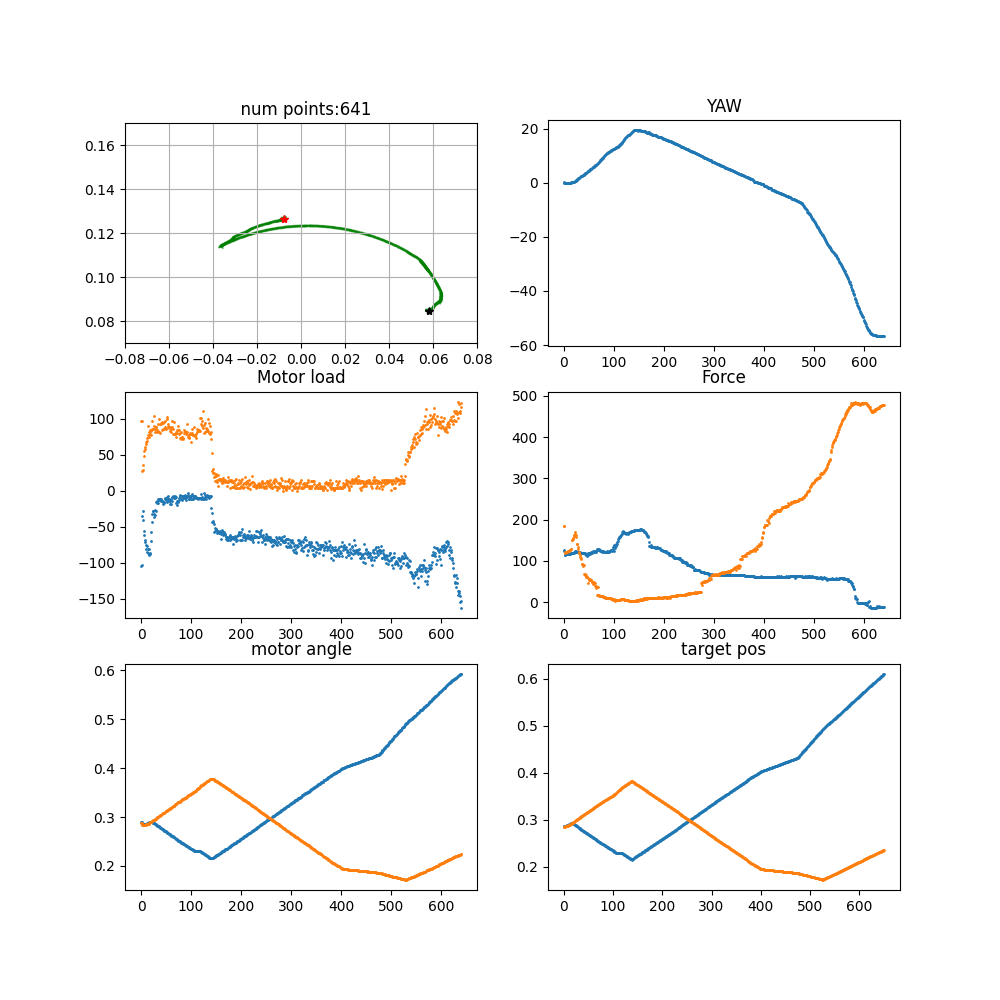 num points:641
0.16
0.14
0.12
0.10
0.08
−0.08 −0.06 −0.04 −0.02 0.00 0.02 0.04 0.06 0.08
YAW
20
0
−20
−40
−60
0 100 200 300 400 500 600
Motor load
100
50
0
−50
−100
−150
0 100 200 300 400 500 600
Force
500
400
300
200
100
0
0 100 200 300 400 500 600
motor angle
0.6
0.5
0.4
0.3
0.2
0 100 200 300 400 500 600
target pos
0.6
0.5
0.4
0.3
0.2
0 100 200 300 400 500 600